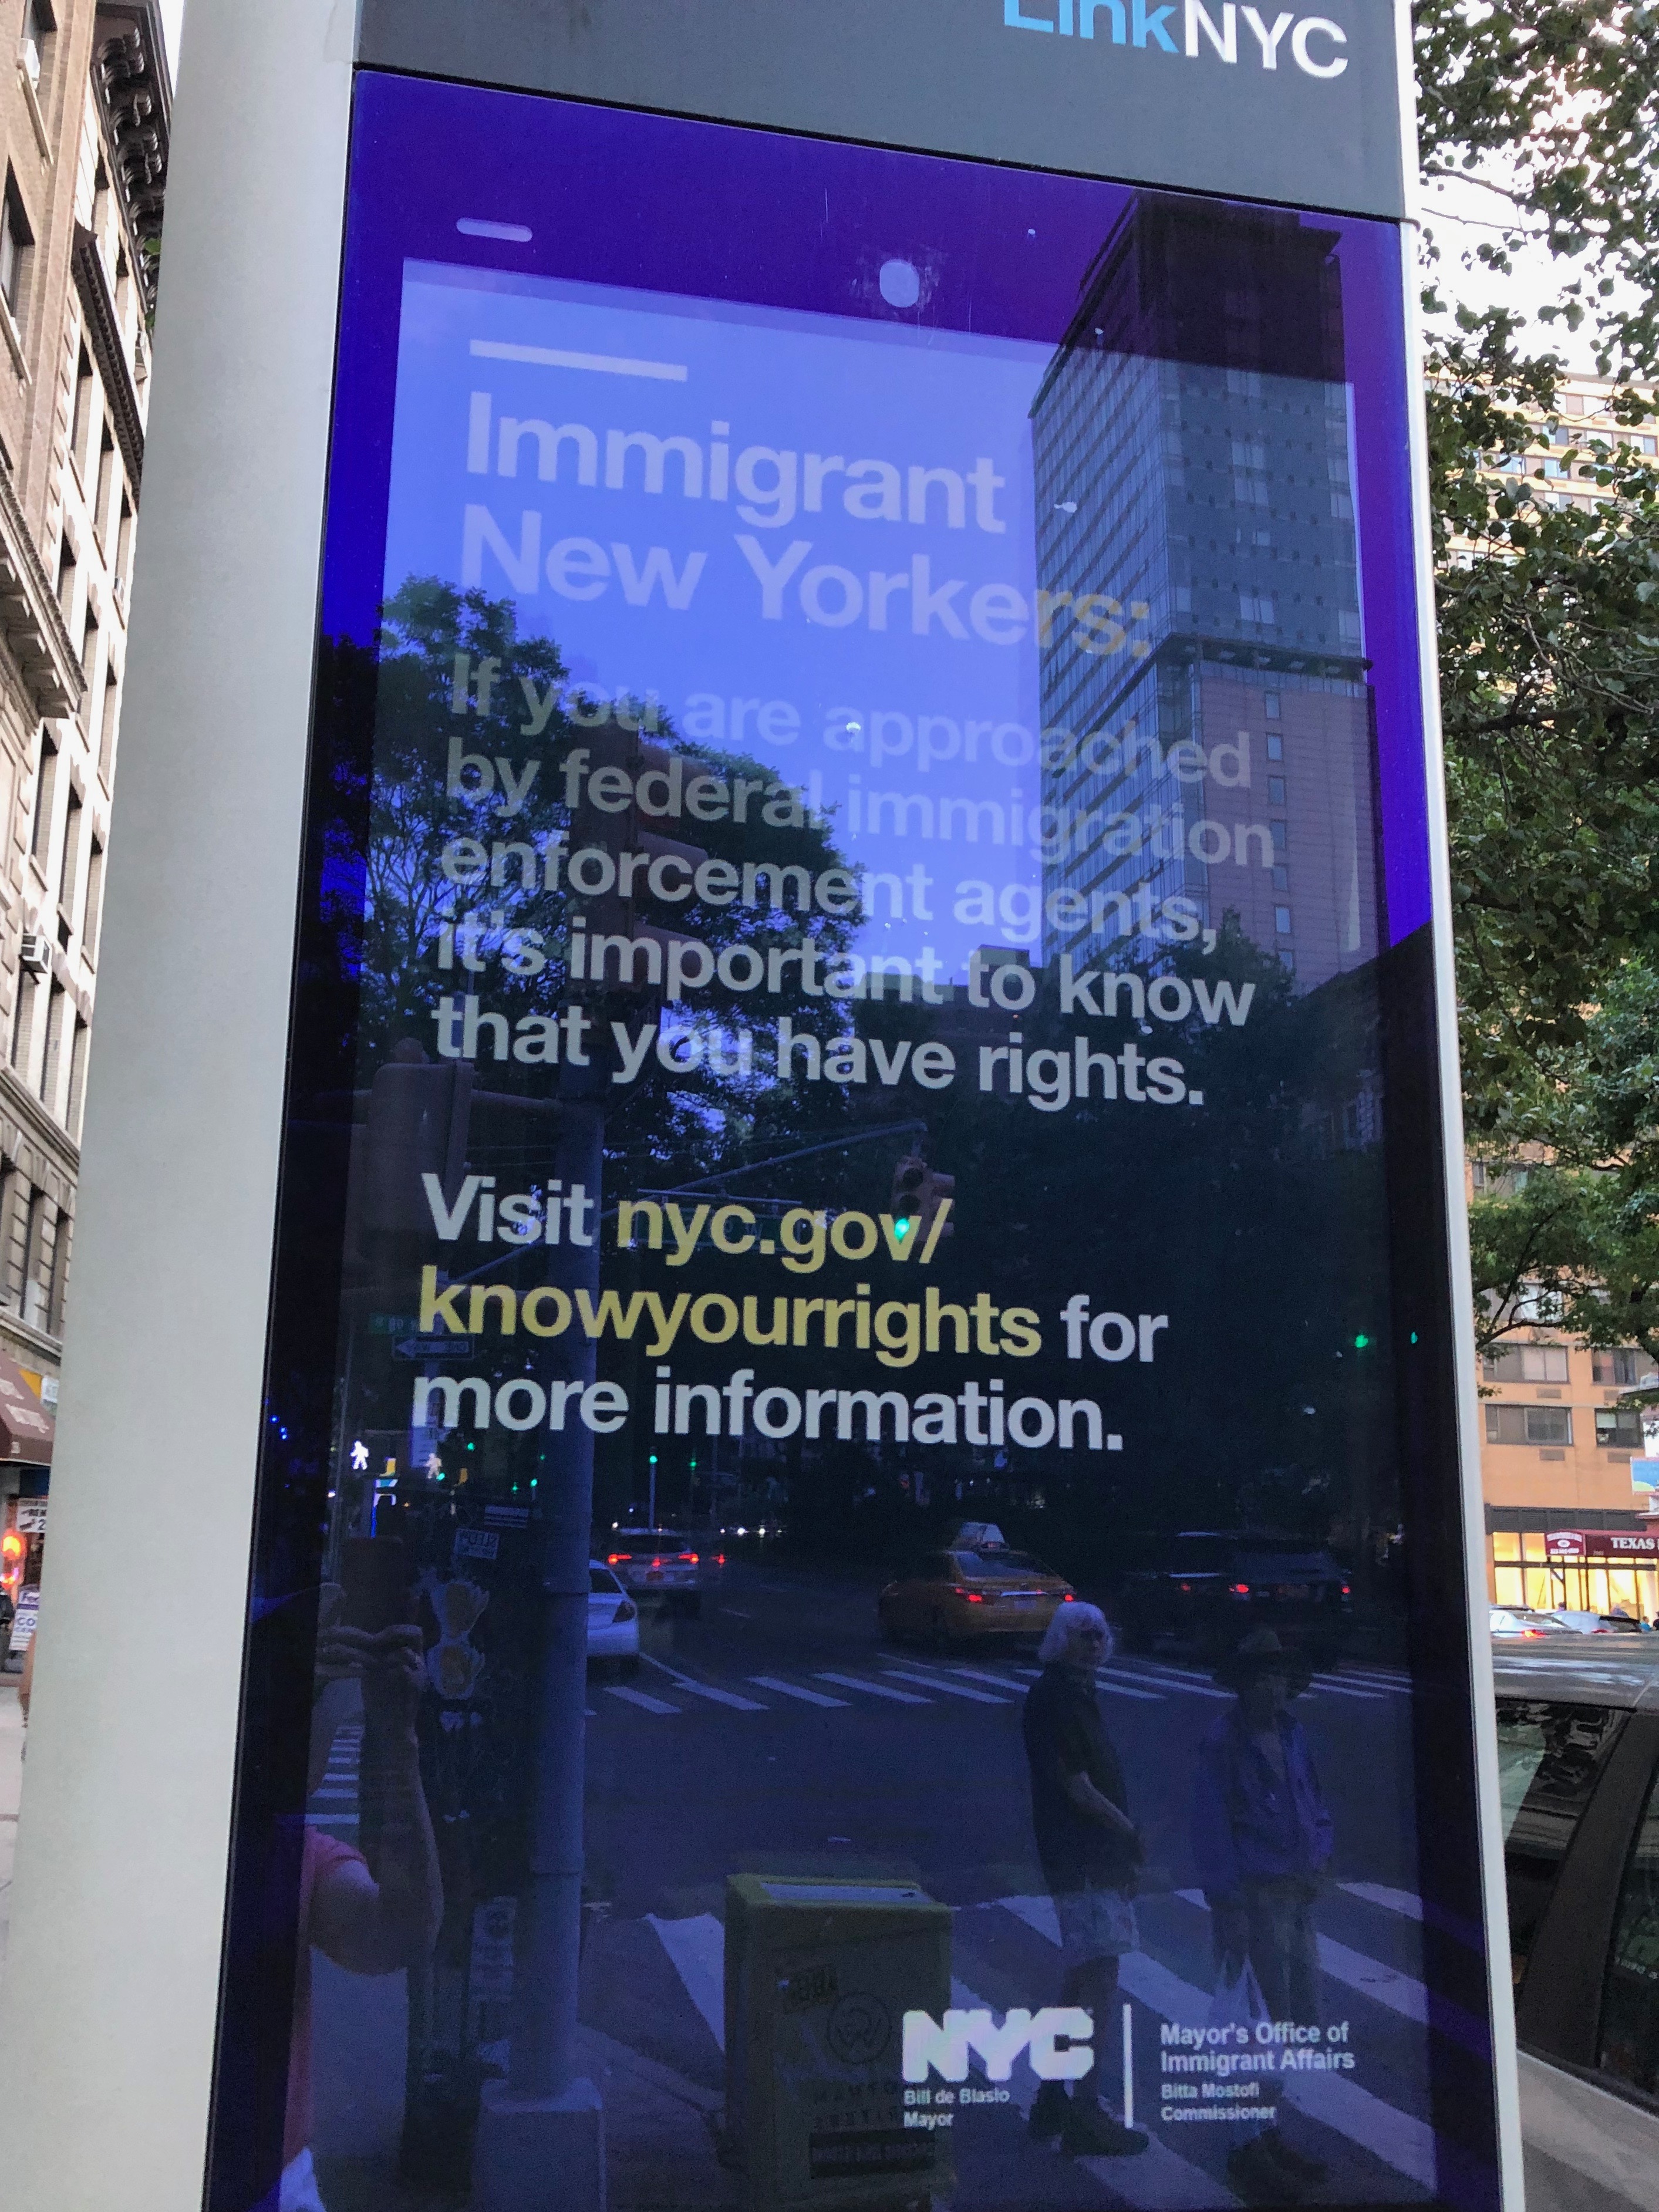 LinkNYC
Immigrant
New Yorkers:
If you are approached
by federal immigration
enforcement agents,
it's important to know
that you have rights.
Visit nyc.gov/
knowyourrights for
more information.
NYC
Bill de Blasio
Mayor
Mayor's Office of
Immigrant Affairs
Bitta Mostofi
Commissioner
TEXAS